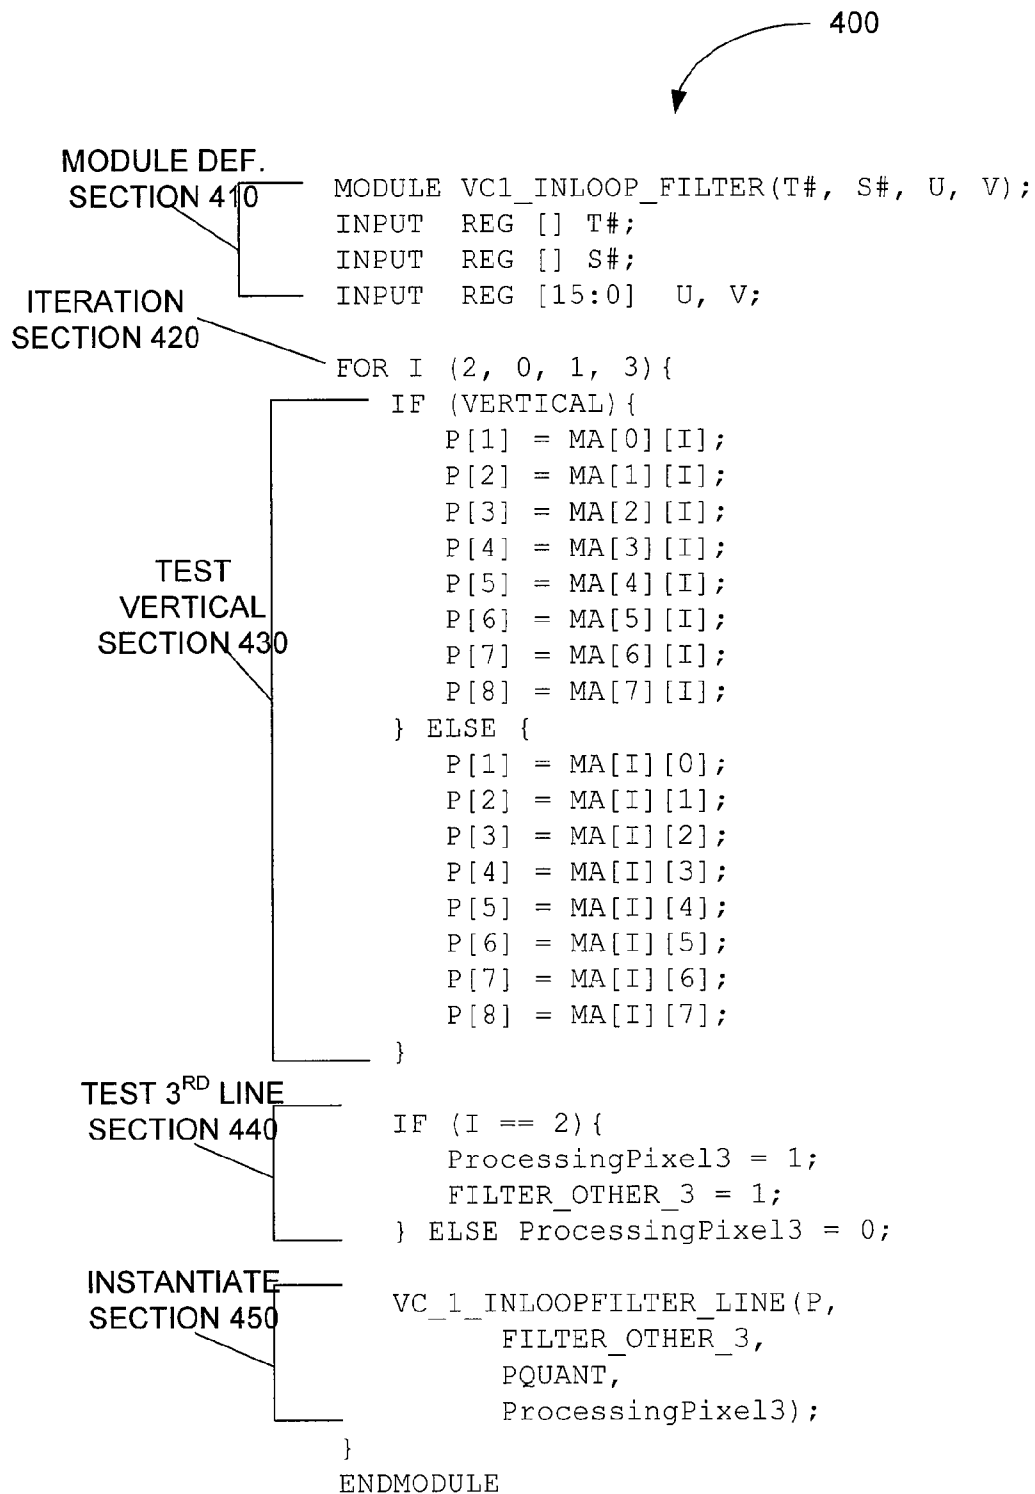 400
MODULE DEF.
SECTION 410
MODULE VC1_INLOOP_FILTER(T#, S#, U, V);
INPUT REG [] T#;
INPUT REG [] S#;
INPUT REG [15:0] U, V;
ITERATION
SECTION 420
FOR I (2, 0, 1, 3){
IF (VERTICAL){
P[1] = MA[0][I];
P[2] = MA[1][I];
P[3] = MA[2][I];
P[4] = MA[3][I];
P[5] = MA[4][I];
P[6] = MA[5][I];
P[7] = MA[6][I];
P[8] = MA[7][I];
TEST
VERTICAL
SECTION 430
} ELSE {
P[1] = MA[I][0];
P[2] = MA[I][1];
P[3] = MA[I][2];
P[4] = MA[I][3];
P[5] = MA[I][4];
P[6] = MA[I][5];
P[7] = MA[I][6];
P[8] = MA[I][7];
}
TEST 3RD LINE
SECTION 440
IF (I == 2){
ProcessingPixel3 = 1;
FILTER_OTHER_3 = 1;
} ELSE ProcessingPixel3 = 0;
INSTANTIATE
SECTION 450
VC_1_INLOOPFILTER_LINE(P,
FILTER_OTHER_3,
PQUANT,
ProcessingPixel3);
}
ENDMODULE